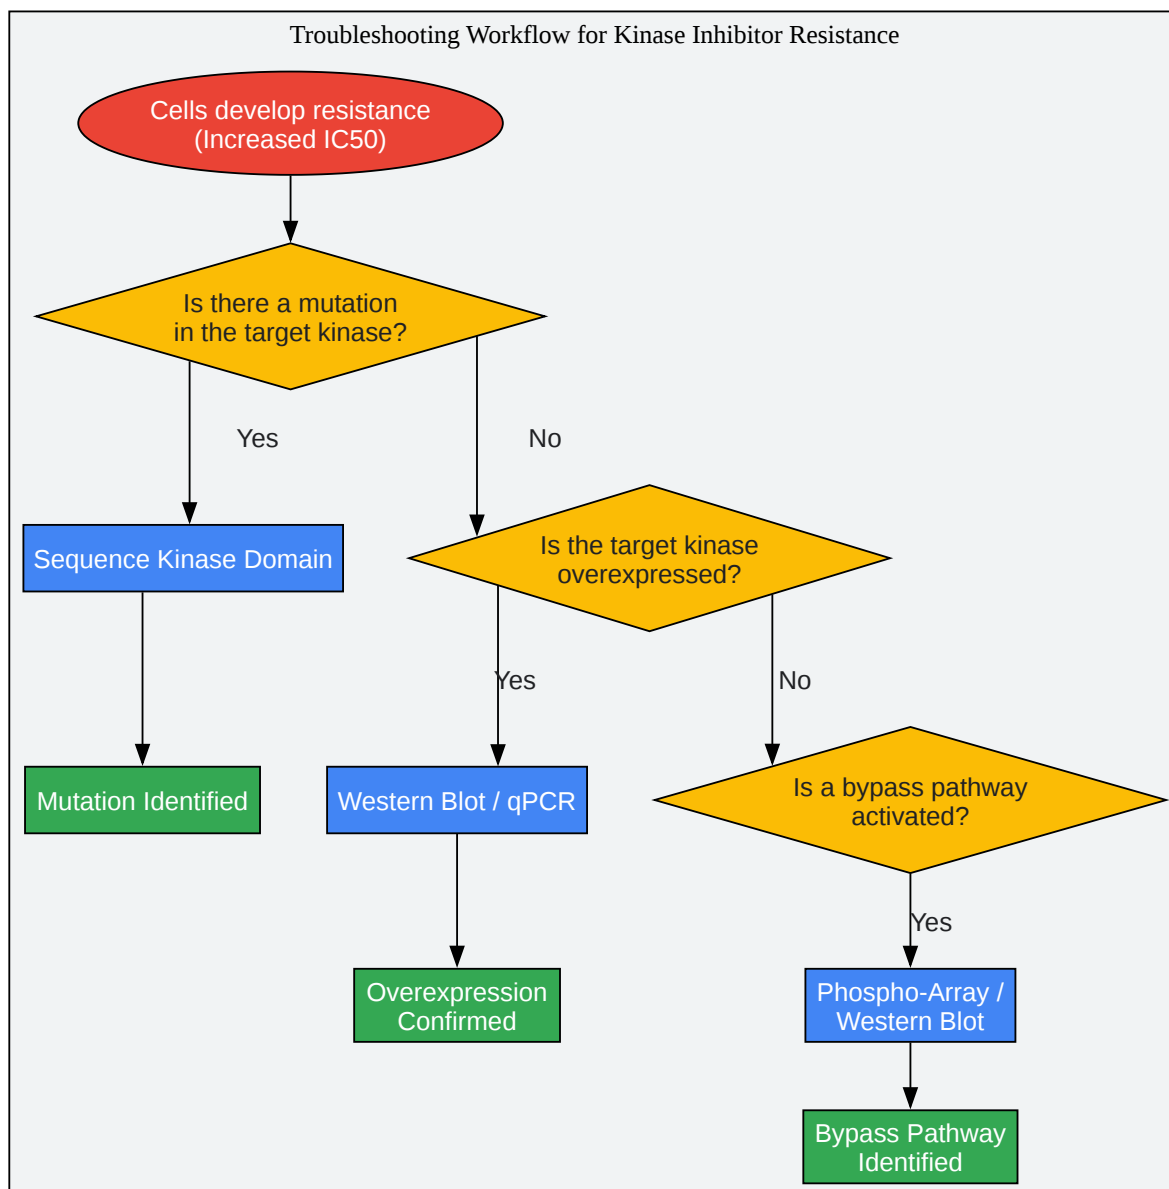 Troubleshooting Workflow for Kinase Inhibitor Resistance
Cells develop resistance
(Increased IC50)
Is there a mutation
in the target kinase?
Yes
No
Sequence Kinase Domain
Is the target kinase
overexpressed?
Yes
No
Mutation Identified
Western Blot / qPCR
Is a bypass pathway
activated?
Yes
Overexpression
Confirmed
Phospho-Array /
Western Blot
Bypass Pathway
Identified